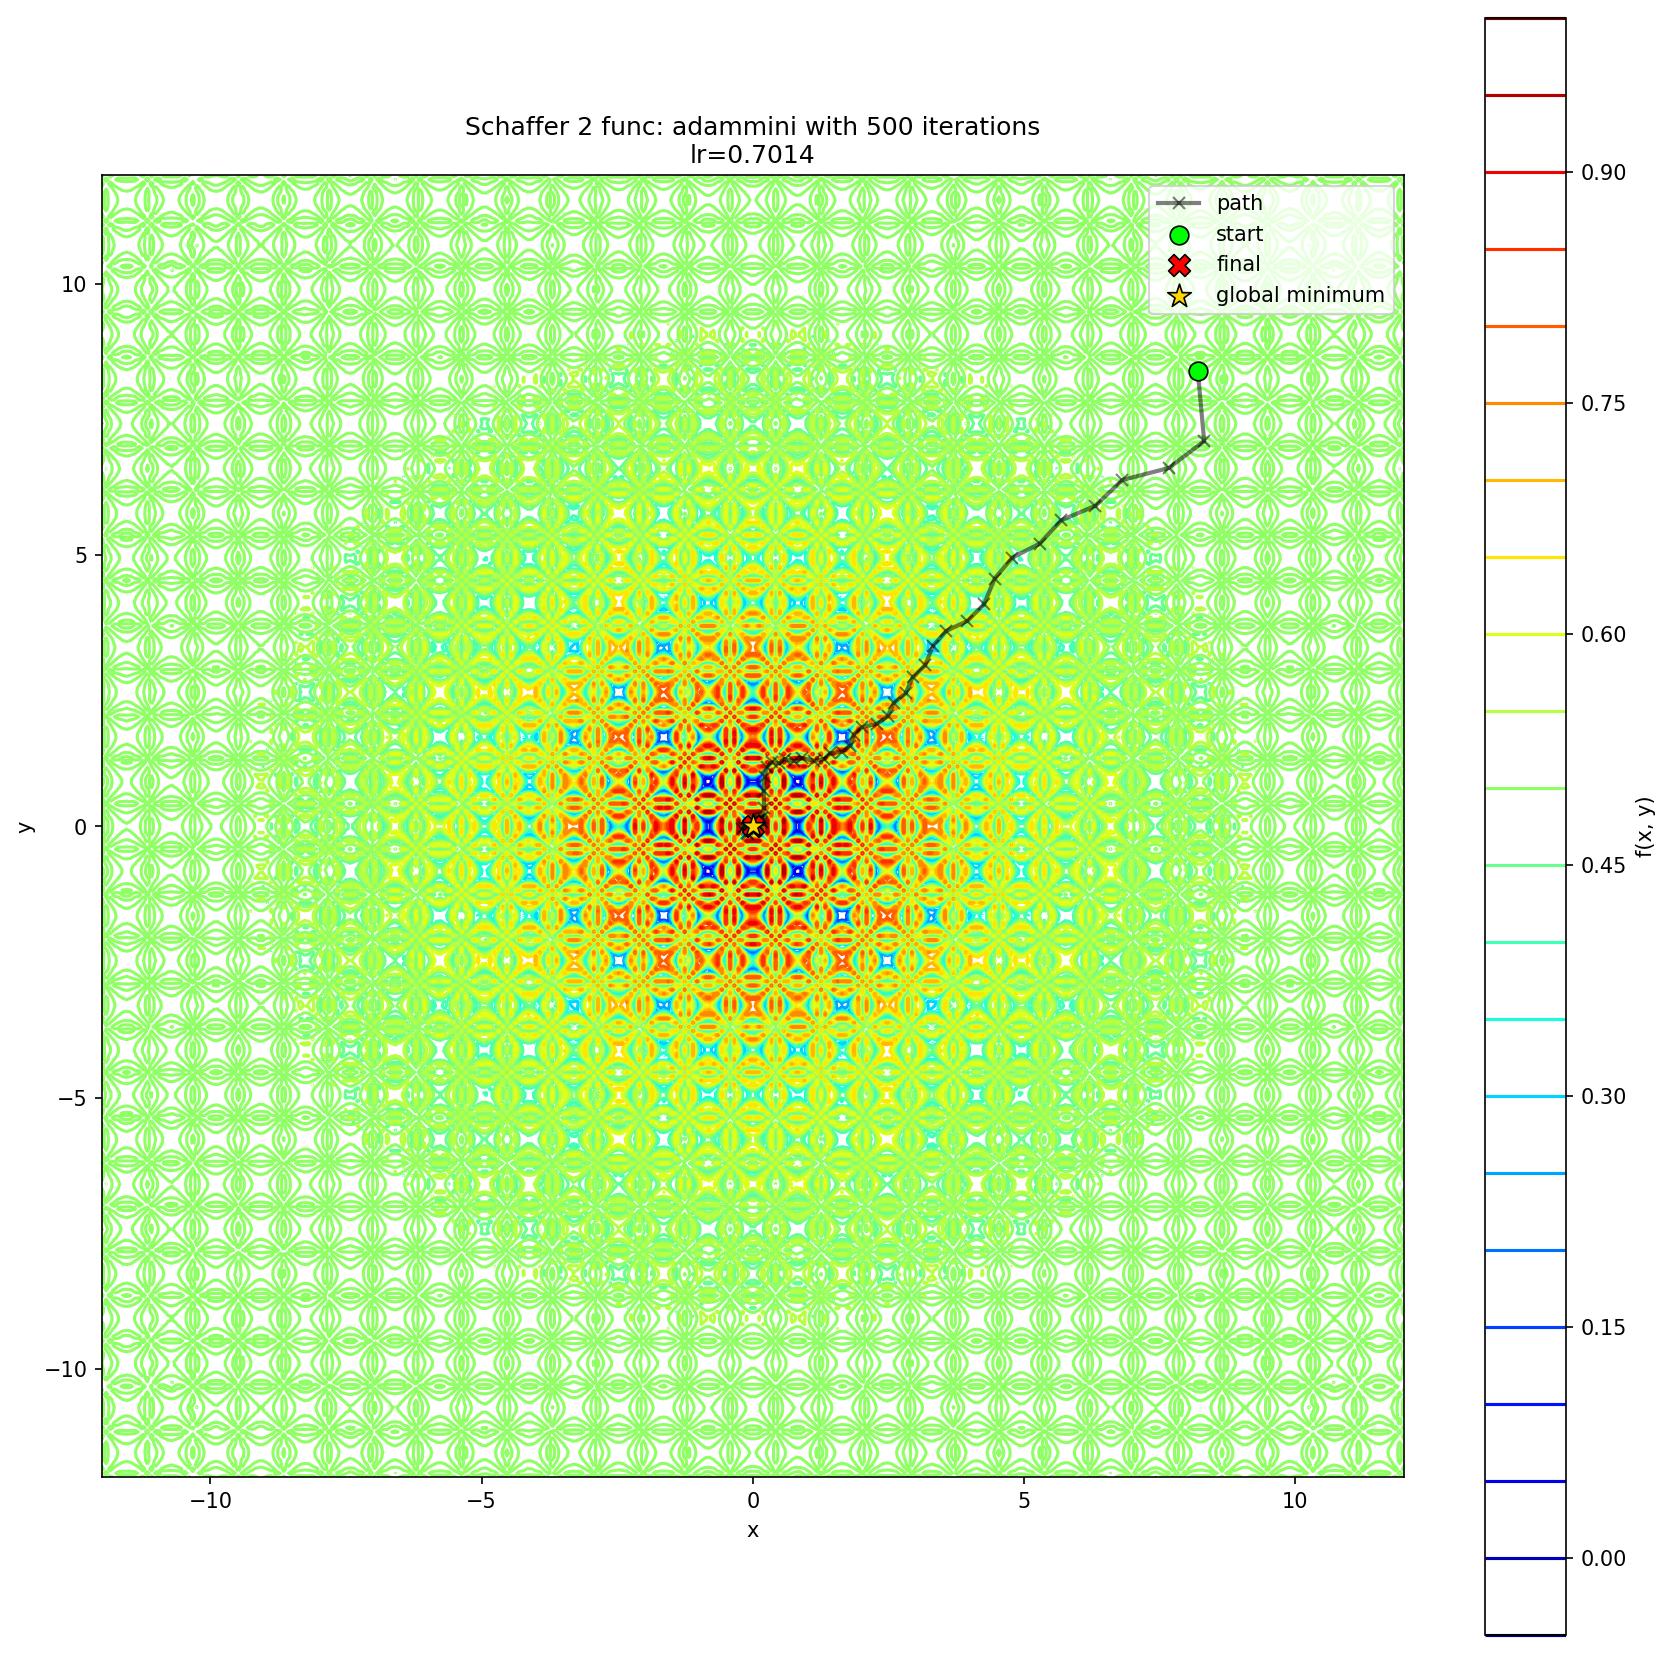 Schaffer 2 func: adammini with 500 iterations
lr=0.7014
path
start
final
global minimum
10
5
0
−5
−10
y
−10
−5
0
5
10
x
0.90
0.75
0.60
0.45
0.30
0.15
0.00
f(x, y)